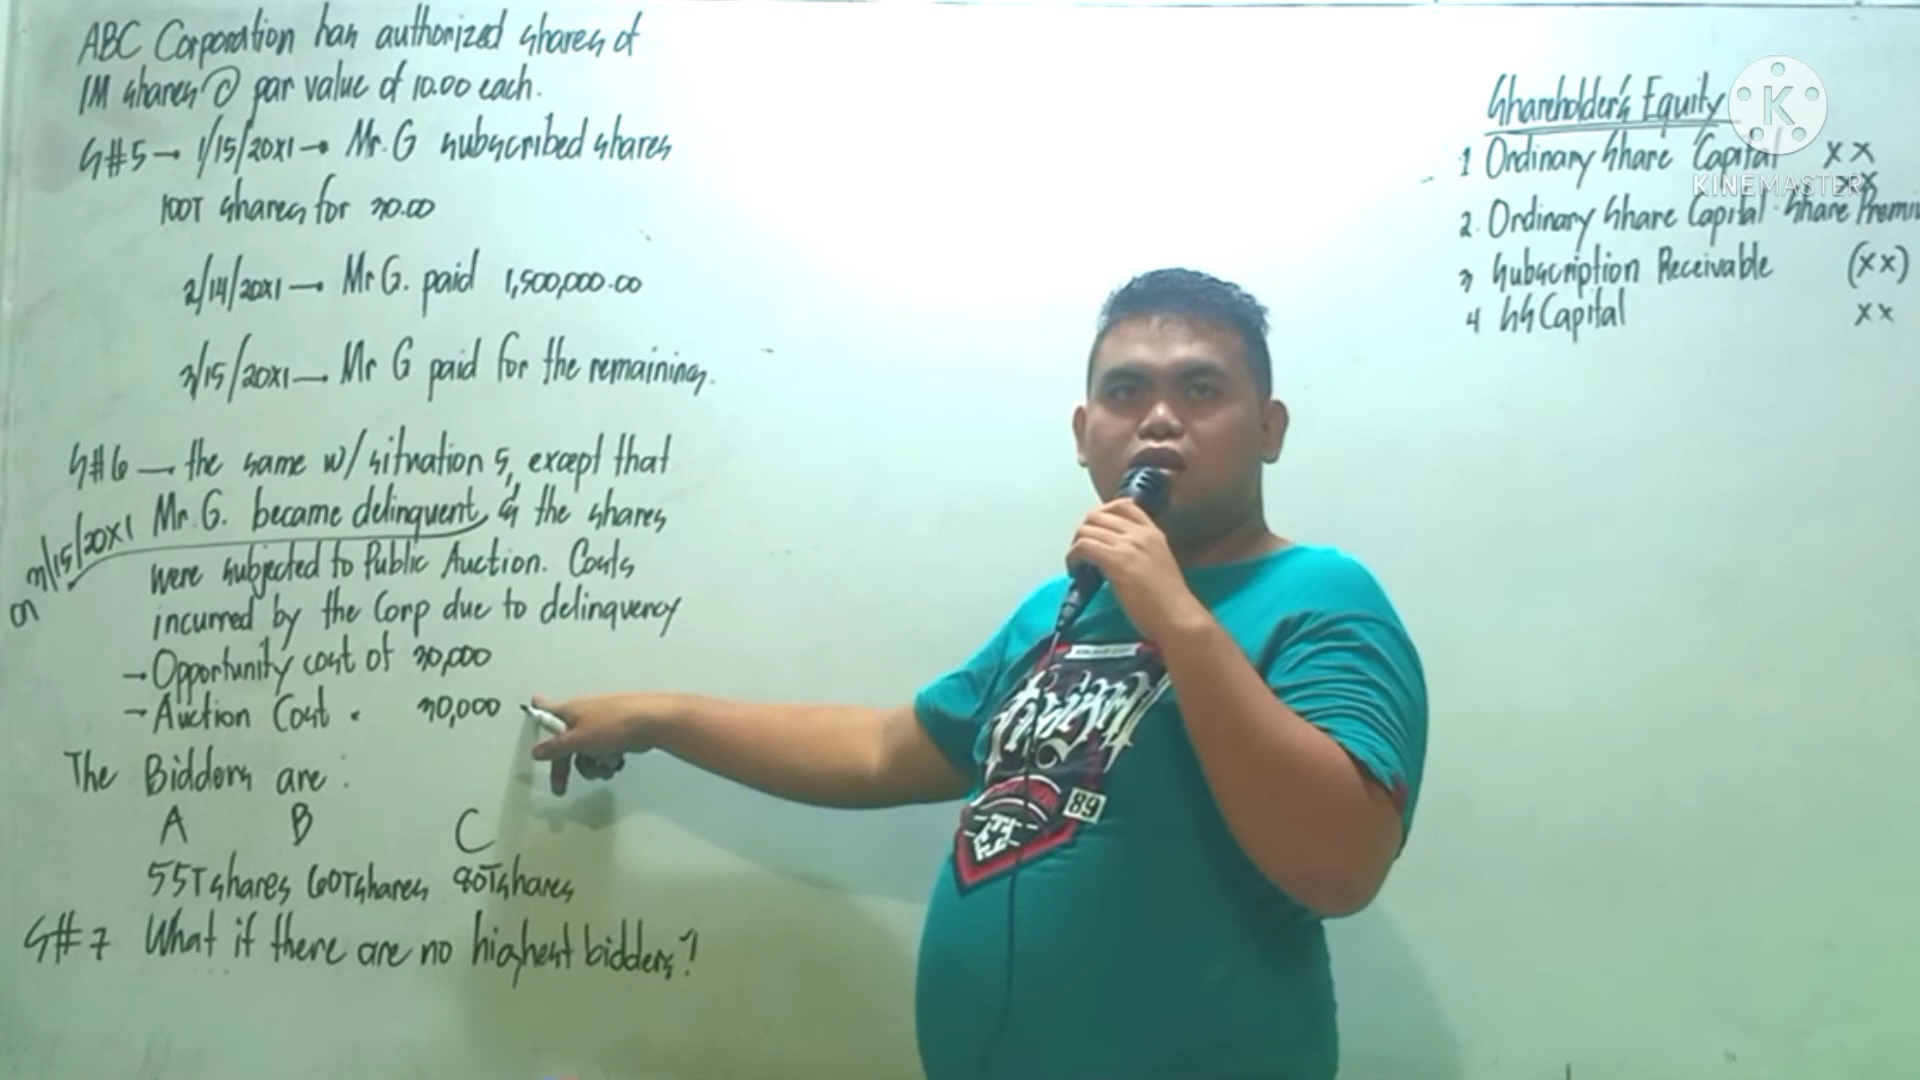 ABC Corporation has authorized shares of
1M shares @ par value of 10.00 each.
S#5 → 1/15/20x1 → Mr. G subscribed shares
100T shares for 30.00
2/14/20x1 → Mr G. paid 1,500,000.00
3/15/20x1 → Mr G paid for the remaining.
S#6 → the same w/ situation 5, except that
Mr. G. became delinquent, & the shares
on 3/15/20x1
were subjected to Public Auction. Costs
incurred by the Corp due to delinquency
- Opportunity cost of 30,000
- Auction Cost 30,000
The Bidders are:
A B C
55T shares 60T shares 80T shares
S#7 What if there are no highest bidders?
Shareholder's Equity
1 Ordinary Share Capital xx
2. Ordinary Share Capital - Share Premiu xx
3 Subscription Receivable (xx)
4 SS Capital xx
K
KINEMASTER
89